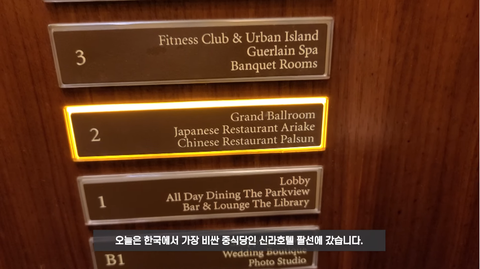 3
Fitness Club & Urban Island
Guerlain Spa
Banquet Rooms
2
Grand Ballroom
Japanese Restaurant Ariake
Chinese Restaurant Palsun
1
Lobby
All Day Dining The Parkview
Bar & Lounge The Library
B1
Wedding Boutique
Photo Studio
오늘은 한국에서 가장 비싼 중식당인 신라호텔 팔선에 갔습니다.